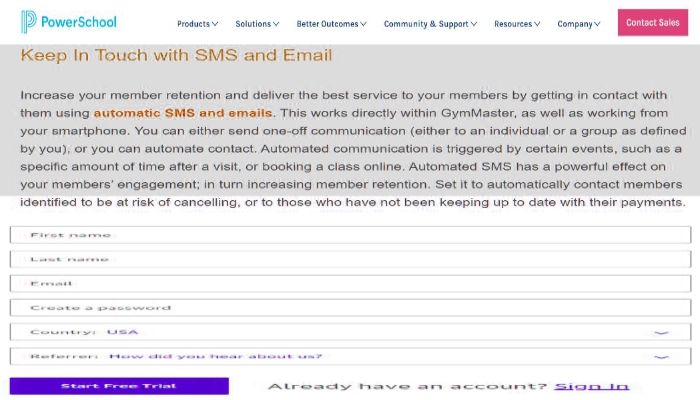 PowerSchool Products Solutions Better Outcomes Community & Support Resources Company Contact Sales
Keep In Touch with SMS and Email
Increase your member retention and deliver the best service to your members by getting in contact with
them using automatic SMS and emails. This works directly within GymMaster, as well as working from
your smartphone. You can either send one-off communication (either to an individual or a group as defined
by you), or you can automate contact. Automated communication is triggered by certain events, such as a
specific amount of time after a visit, or booking a class online. Automated SMS has a powerful effect on
your members' engagement; in turn increasing member retention. Set it to automatically contact members
identified to be at risk of cancelling, or to those who have not been keeping up to date with their payments.
First name
Last name
Email
Create a password
Country: USA
Referrer: How did you hear about us?
Start Free Trial Already have an account? Sign In